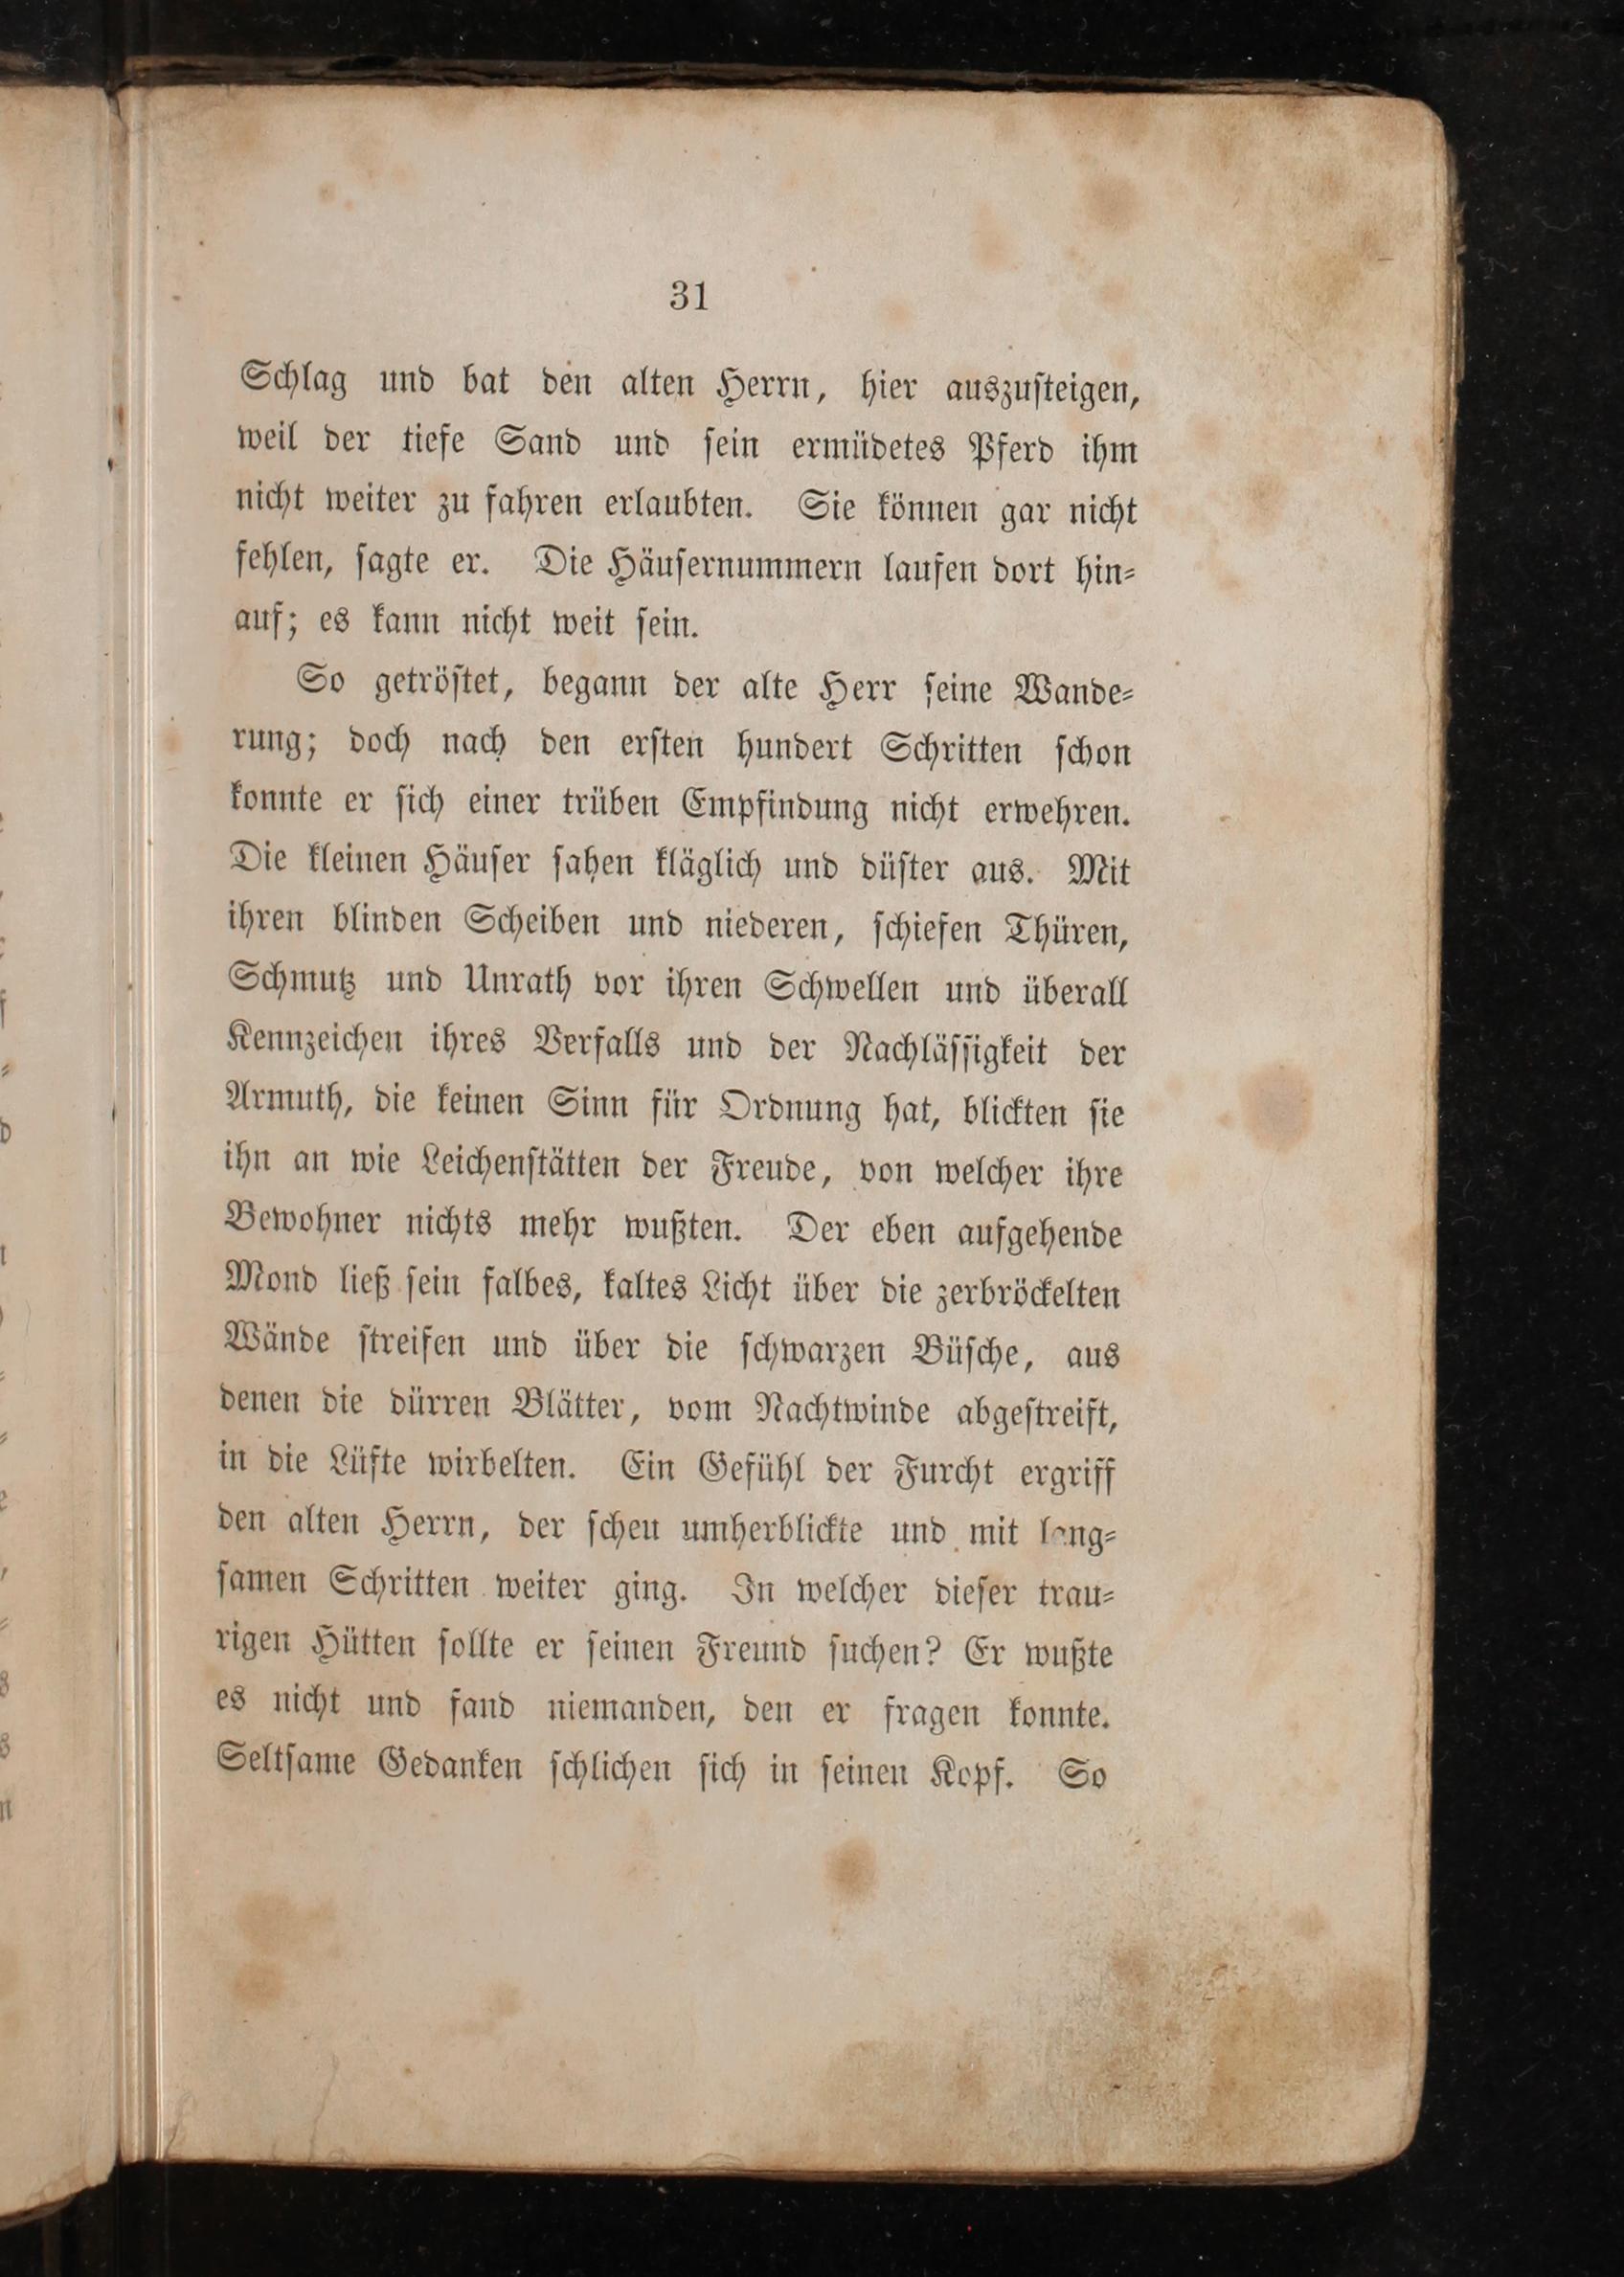 31
Schlag und bat den alten Herrn, hier auszuſteigen,
weil der tiefe Sand und ſein ermüdetes Pferd ihm
nicht weiter zu fahren erlaubten. Sie können gar nicht
fehlen, ſagte er. Die Häuſernummern laufen dort hin⸗
auf; es kann nicht weit ſein.
So getröſtet, begann der alte Herr ſeine Wande⸗
rung; doch nach den erſten hundert Schritten ſchon
konnte er ſich einer trüben Empfindung nicht erwehren.
Die kleinen Häuſer ſahen kläglich und düſter aus. Mit
ihren blinden Scheiben und niederen, ſchiefen Thüren,
Schmutz und Unrath vor ihren Schwellen und überall
Kennzeichen ihres Verfalls und der Nachläſſigkeit der
Armuth, die keinen Sinn für Ordnung hat, blickten ſie
ihn an wie Leichenſtätten der Freude, von welcher ihre
Bewohner nichts mehr wußten. Der eben aufgehende
Mond ließ ſein falbes, kaltes Licht über die zerbröckelten
Wände ſtreifen und über die ſchwarzen Büſche, aus
denen die dürren Blätter, vom Nachtwinde abgeſtreift,
in die Lüfte wirbelten. Ein Gefühl der Furcht ergriff
den alten Herrn, der ſcheu umherblickte und mit lang⸗
ſamen Schritten weiter ging. In welcher dieſer trau⸗
rigen Hütten ſollte er ſeinen Freund ſuchen? Er wußte
es nicht und fand niemanden, den er fragen konnte.
Seltſame Gedanken ſchlichen ſich in ſeinen Kopf. So